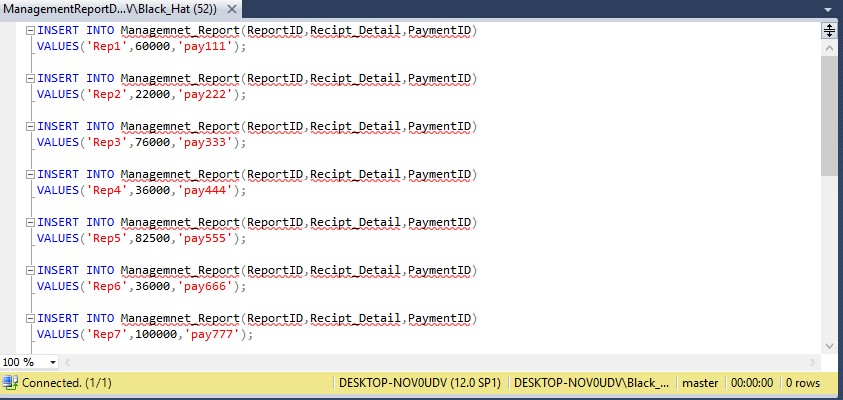 ManagementReportD...V\Black_Hat (52))
INSERT INTO Managemnet_Report(ReportID,Recipt_Detail,PaymentID)
VALUES('Rep1',60000,'pay111');
INSERT INTO Managemnet_Report(ReportID,Recipt_Detail,PaymentID)
VALUES('Rep2',22000,'pay222');
INSERT INTO Managemnet_Report(ReportID,Recipt_Detail,PaymentID)
VALUES('Rep3',76000,'pay333');
INSERT INTO Managemnet_Report(ReportID,Recipt_Detail,PaymentID)
VALUES('Rep4',36000,'pay444');
INSERT INTO Managemnet_Report(ReportID,Recipt_Detail,PaymentID)
VALUES('Rep5',82500,'pay555');
INSERT INTO Managemnet_Report(ReportID,Recipt_Detail,PaymentID)
VALUES('Rep6',36000,'pay666');
INSERT INTO Managemnet_Report(ReportID,Recipt_Detail,PaymentID)
VALUES('Rep7',100000,'pay777');
100 %
Connected. (1/1) DESKTOP-NOV0UDV (12.0 SP1) DESKTOP-NOV0UDV\Black_... master 00:00:00 0 rows